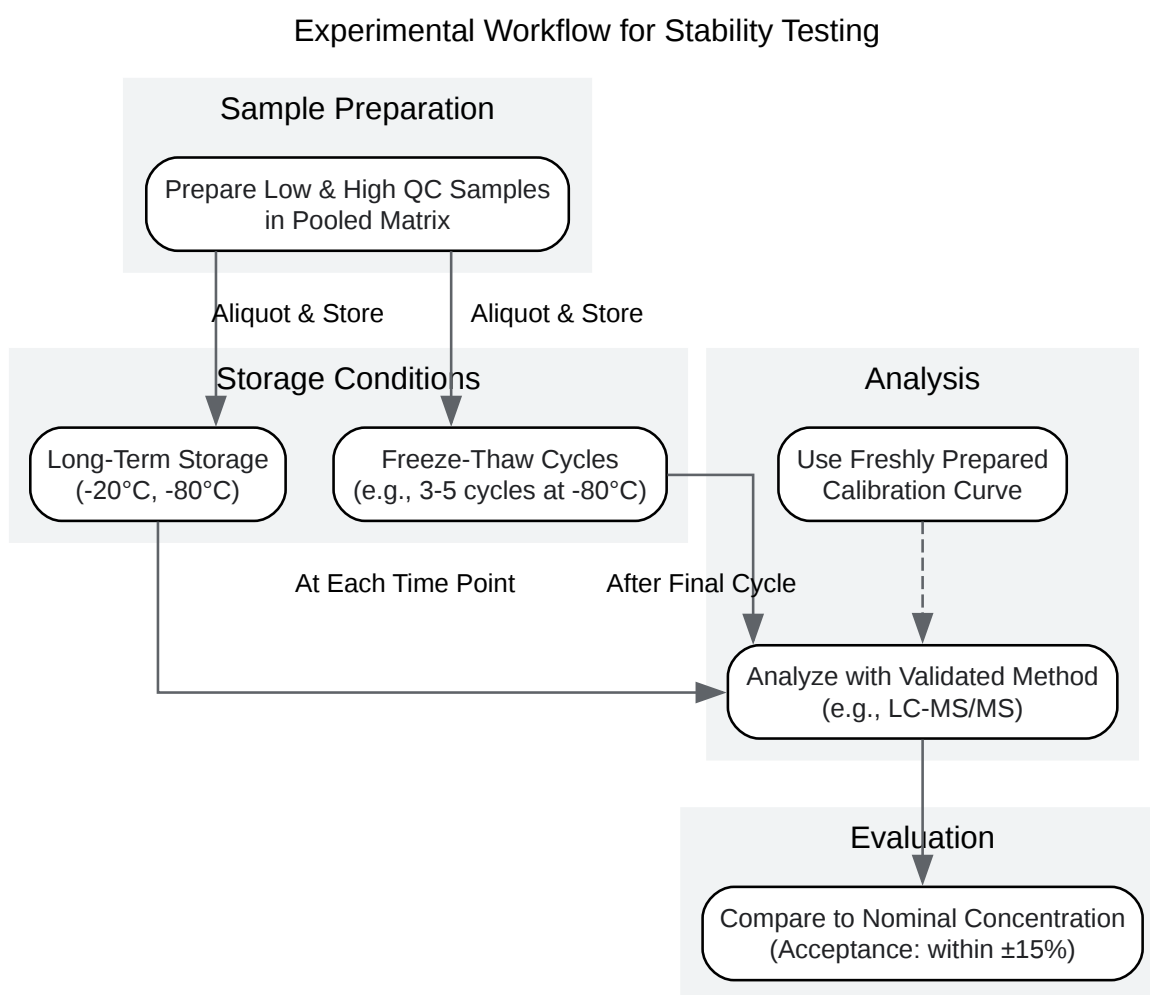 Experimental Workflow for Stability Testing
Sample Preparation
Prepare Low & High QC Samples
in Pooled Matrix
Aliquot & Store
Aliquot & Store
Storage Conditions
Long-Term Storage
(-20°C, -80°C)
Freeze-Thaw Cycles
(e.g., 3-5 cycles at -80°C)
Analysis
Use Freshly Prepared
Calibration Curve
At Each Time Point
After Final Cycle
Analyze with Validated Method
(e.g., LC-MS/MS)
Evaluation
Compare to Nominal Concentration
(Acceptance: within ±15%)